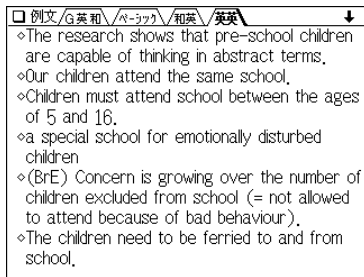 □ 例文 G英和 ベーシック 和英 英英 ↓
◇The research shows that pre-school children
are capable of thinking in abstract terms.
◇Our children attend the same school.
◇Children must attend school between the ages
of 5 and 16.
◇a special school for emotionally disturbed
children
◇(BrE) Concern is growing over the number of
children excluded from school (= not allowed
to attend because of bad behaviour).
◇The children need to be ferried to and from
school.